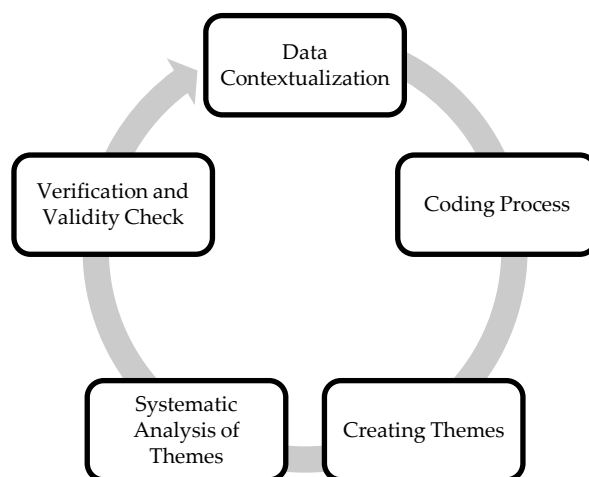 Data
Contextualization
Coding Process
Creating Themes
Systematic
Analysis of
Themes
Verification and
Validity Check